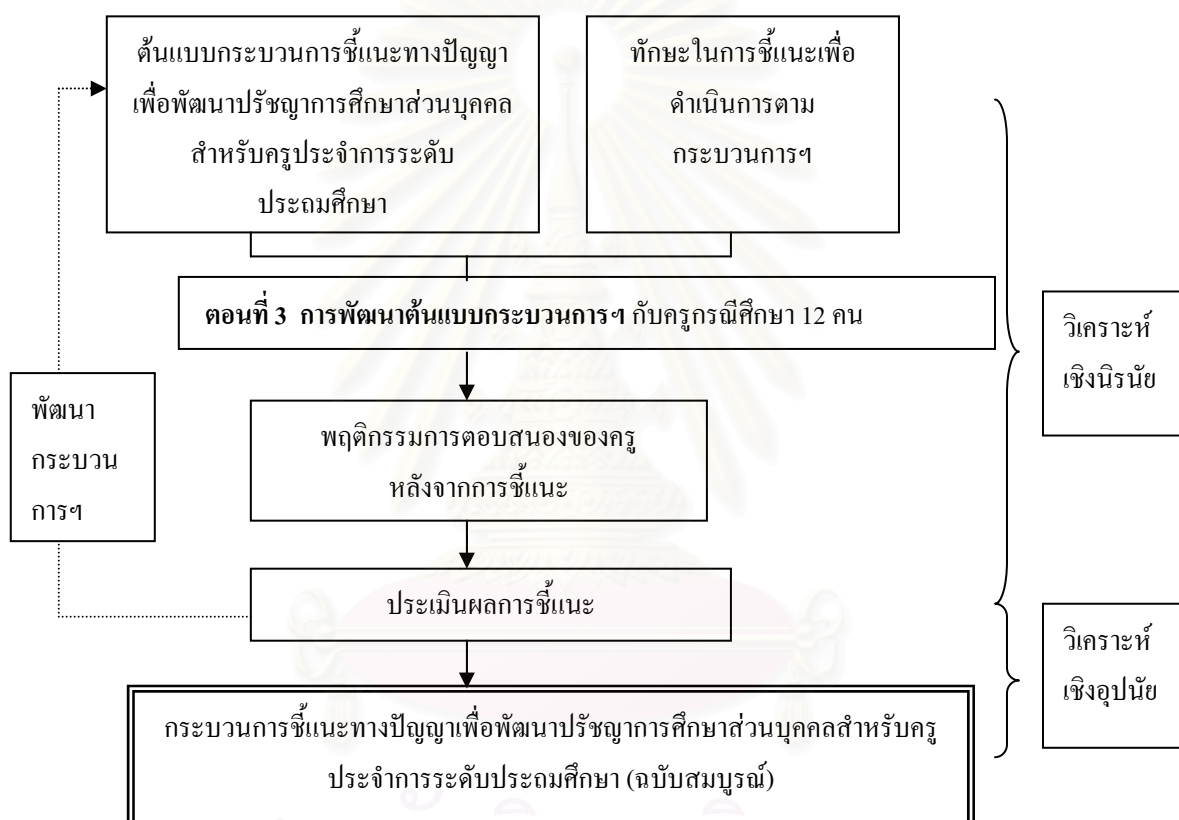 ต้นแบบกระบวนการชี้แนะทางปัญญา
เพื่อพัฒนาปรัชญาการศึกษาส่วนบุคคล
สำหรับครูประจำการระดับ
ประถมศึกษา
ทักษะในการชี้แนะเพื่อ
ดำเนินการตาม
กระบวนการฯ
ตอนที่ 3 การพัฒนาต้นแบบกระบวนการฯ กับครูกรณีศึกษา 12 คน
วิเคราะห์
เชิงนิรนัย
พัฒนา
กระบวน
การฯ
พฤติกรรมการตอบสนองของครู
หลังจากการชี้แนะ
ประเมินผลการชี้แนะ
วิเคราะห์
เชิงอุปนัย
กระบวนการชี้แนะทางปัญญาเพื่อพัฒนาปรัชญาการศึกษาส่วนบุคคลสำหรับครู
ประจำการระดับประถมศึกษา (ฉบับสมบูรณ์)